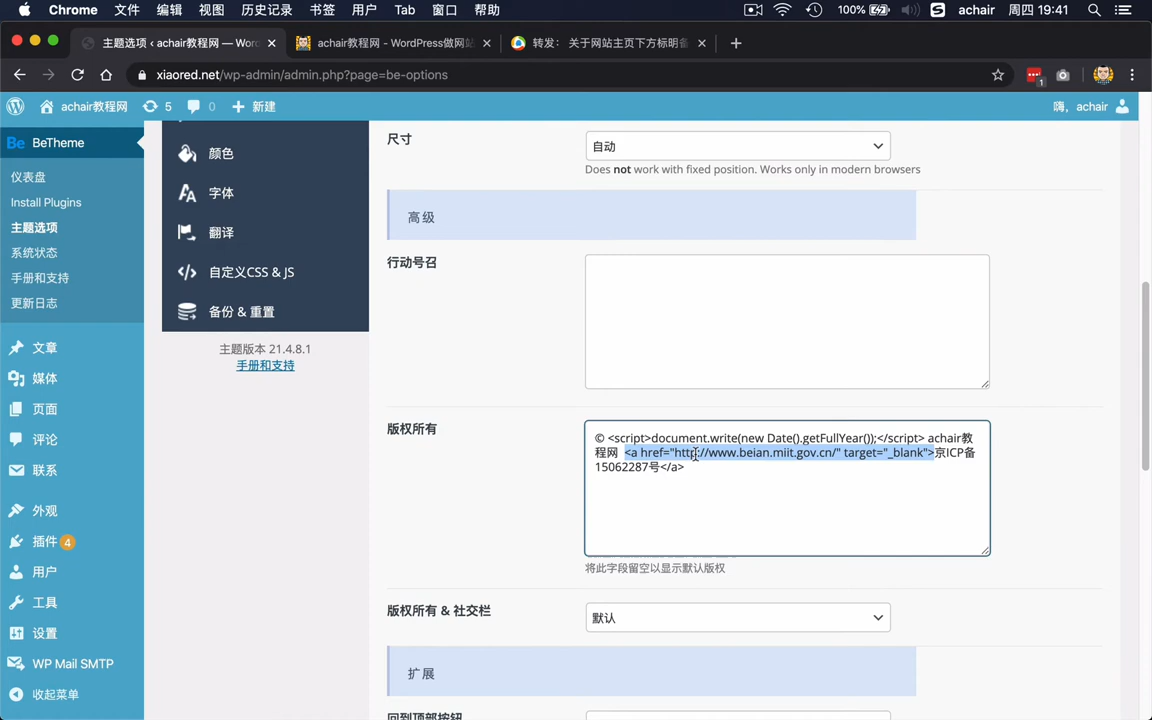 Chrome 文件 编辑 视图 历史记录 书签 用户 Tab 窗口 帮助 100% achair 周四 19:41
主题选项 ‹ achair教程网 — Wor
achair教程网 - WordPress做网站
转发： 关于网站主页下方标明备
xiaored.net/wp-admin/admin.php?page=be-options
1
achair教程网 5 0 新建 嗨，achair
Be BeTheme
仪表盘
Install Plugins
主题选项
系统状态
手册和支持
更新日志
文章
媒体
页面
评论
联系
外观
插件 4
用户
工具
设置
WP Mail SMTP
收起菜单
颜色
字体
翻译
自定义CSS & JS
备份 & 重置
主题版本 21.4.8.1
手册和支持
尺寸
自动
Does not work with fixed position. Works only in modern browsers
高级
行动号召
版权所有
© <script>document.write(new Date().getFullYear());</script> achair教
程网 <a href="http://www.beian.miit.gov.cn/" target="_blank">京ICP备
15062287号</a>
将此字段留空以显示默认版权
版权所有 & 社交栏
默认
扩展
回到顶部按钮